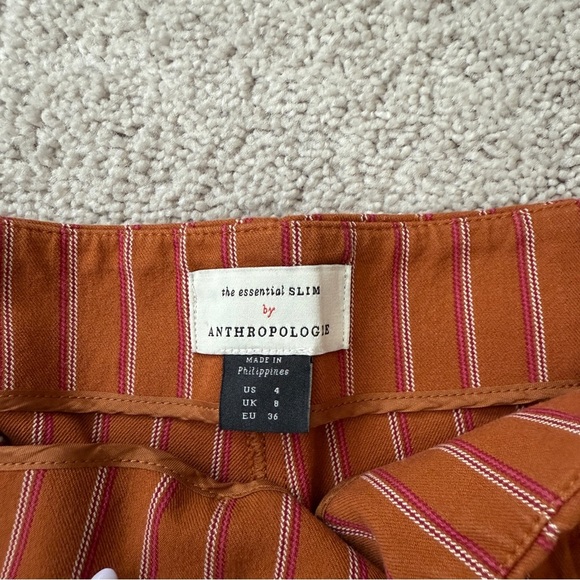 the essential SLIM
by
ANTHROPOLOGIE
MADE IN
Philippines
US 4
UK 8
EU 36